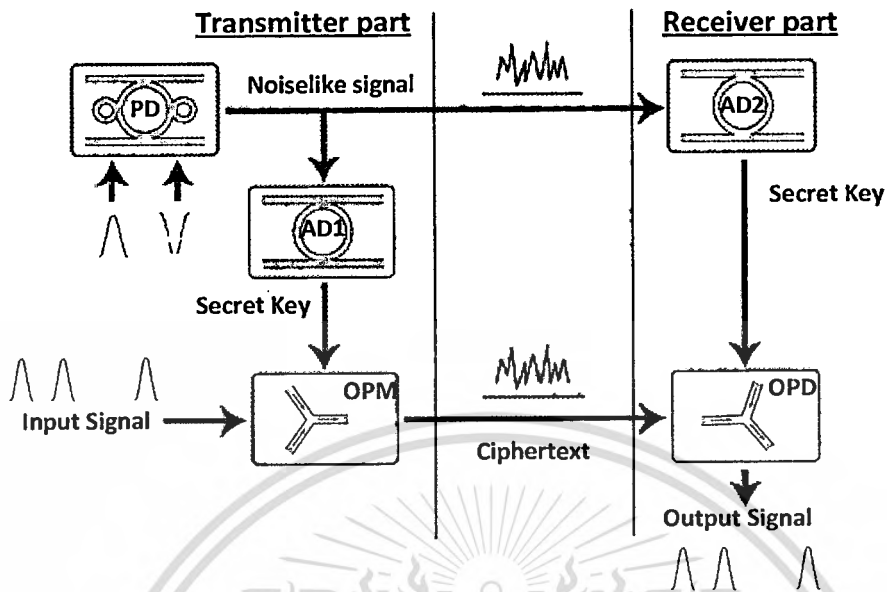 Transmitter part
Receiver part
PD
Noiselike signal
AD2
AD1
Secret Key
Secret Key
OPM
OPD
Input Signal
Ciphertext
Output Signal